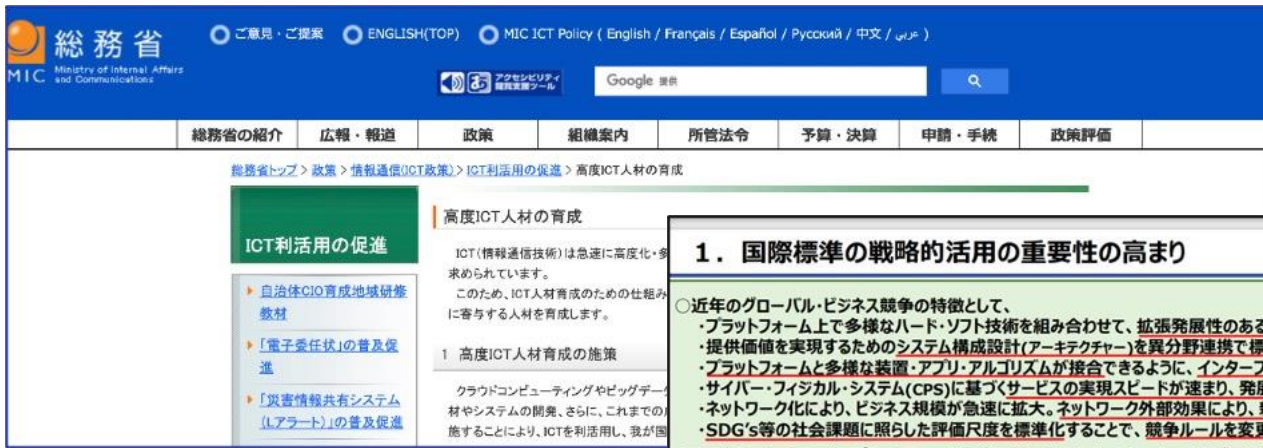 総務省
MIC Ministry of Internal Affairs and Communications
ご意見・ご提案 ENGLISH(TOP) MIC ICT Policy ( English / Français / Español / Русский / 中文 / عربي )
アクセシビリティ閲覧支援ツール
Google 提供
総務省の紹介 広報・報道 政策 組織案内 所管法令 予算・決算 申請・手続 政策評価
総務省トップ > 政策 > 情報通信(ICT政策) > ICT利活用の促進 > 高度ICT人材の育成
ICT利活用の促進
自治体CIO育成地域研修
教材
「電子委任状」の普及促
進
「災害情報共有システム
(Lアラート)」の普及促進
高度ICT人材の育成
ICT(情報通信技術)は急速に高度化・多
求められています。
このため、ICT人材育成のための仕組み
に寄与する人材を育成します。
1 高度ICT人材育成の施策
クラウドコンピューティングやビッグデー
材やシステムの開発、さらに、これまでの
施することにより、ICTを利活用し、我が国
1. 国際標準の戦略的活用の重要性の高まり
○近年のグローバル・ビジネス競争の特徴として、
・プラットフォーム上で多様なハード・ソフト技術を組み合わせて、拡張発展性のある
・提供価値を実現するためのシステム構成設計(アーキテクチャー)を異分野連携で標
・プラットフォームと多様な装置・アプリ・アルゴリズムが接合できるように、インターフ
・サイバー・フィジカル・システム(CPS)に基づくサービスの実現スピードが速まり、発展
・ネットワーク化により、ビジネス規模が急速に拡大。ネットワーク外部効果により、
・SDG's等の社会課題に照らした評価尺度を標準化することで、競争ルールを変更